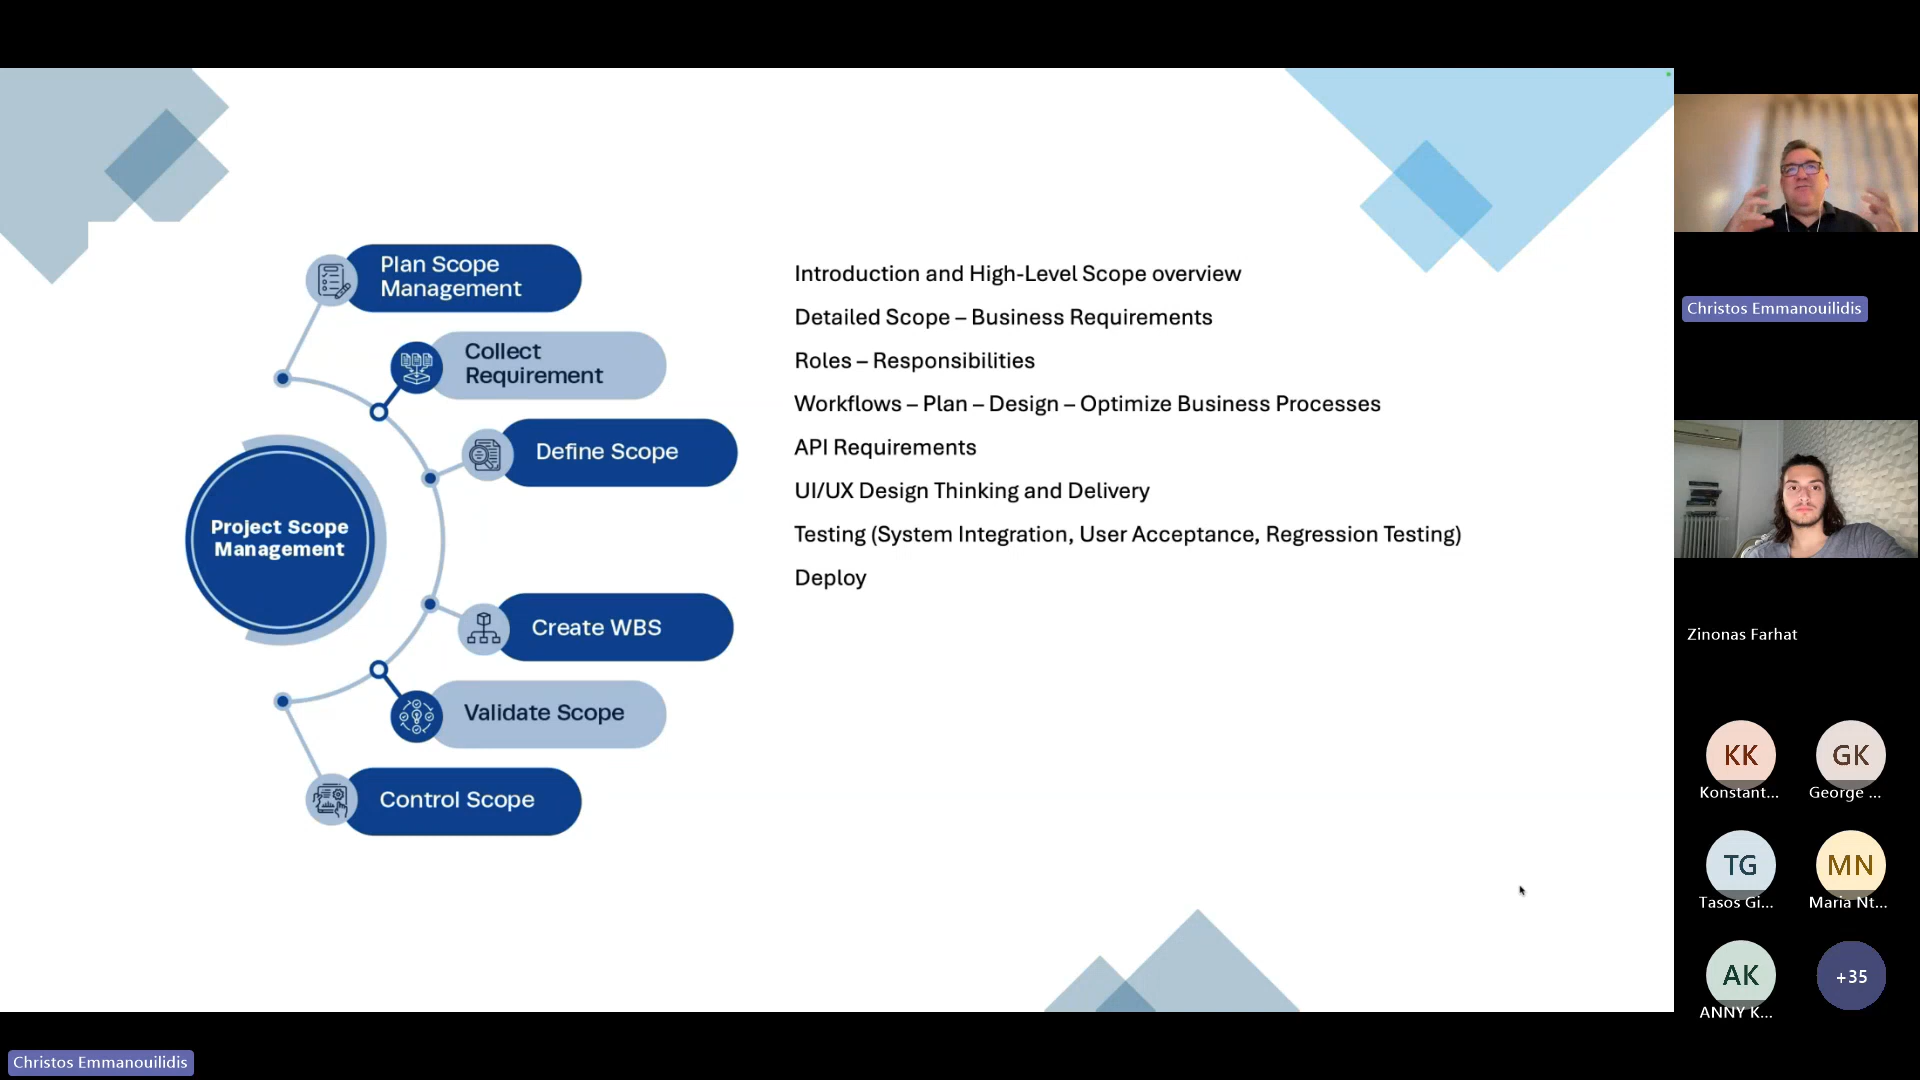 Plan Scope
Management
Collect
Requirement
Define Scope
Project Scope
Management
Create WBS
Validate Scope
Control Scope
Introduction and High-Level Scope overview
Detailed Scope – Business Requirements
Roles – Responsibilities
Workflows – Plan – Design – Optimize Business Processes
API Requirements
UI/UX Design Thinking and Delivery
Testing (System Integration, User Acceptance, Regression Testing)
Deploy
Christos Emmanouilidis
Zinonas Farhat
KK
Konstant...
GK
George ...
TG
Tasos Gi...
MN
Maria Nt...
AK
ANNY K...
+35
Christos Emmanouilidis